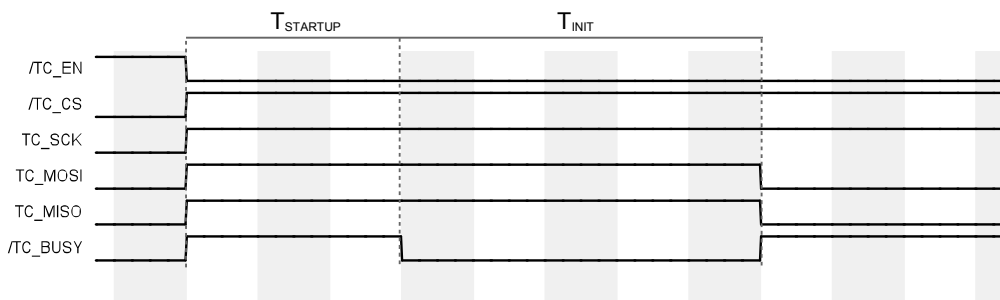 TSTARTUP TINIT
/TC_EN
/TC_CS
TC_SCK
TC_MOSI
TC_MISO
/TC_BUSY